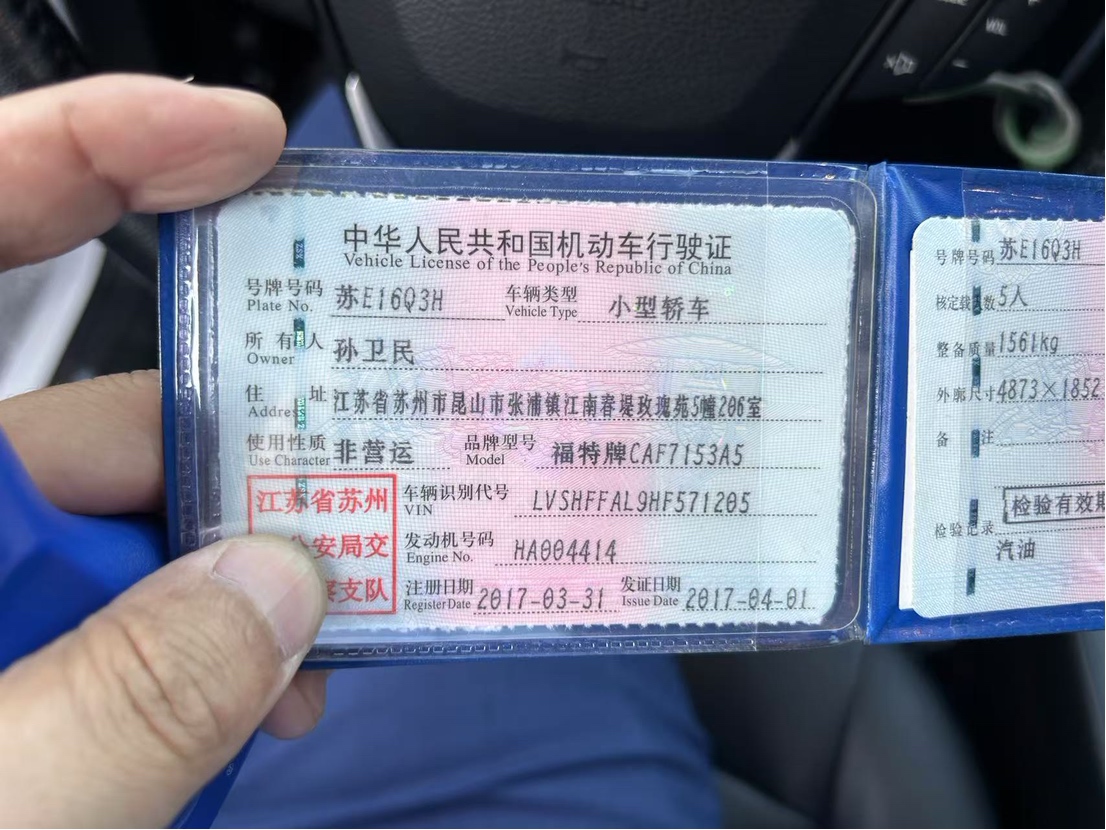 VOL
中华人民共和国机动车行驶证
Vehicle License of the People's Republic of China
号牌号码 苏E16Q3H 车辆类型 小型轿车
Plate No. Vehicle Type
所有人 孙卫民
Owner
住址 江苏省苏州市昆山市张浦镇江南春堤玫瑰苑5幢206室
Address
使用性质 非营运 品牌型号 福特牌CAF7153A5
Use Character Model
江苏省苏州
安局交
支队
车辆识别代号 LVSHFFAL9HF571205
VIN
发动机号码 HA004414
Engine No.
注册日期 2017-03-31 发证日期 2017-04-01
Register Date Issue Date
号牌号码 苏E16Q3H
核定载 数 5人
整备质量 1561kg
外廓尺寸 4873×1852
备 注
检验有效期
检验记录
汽油